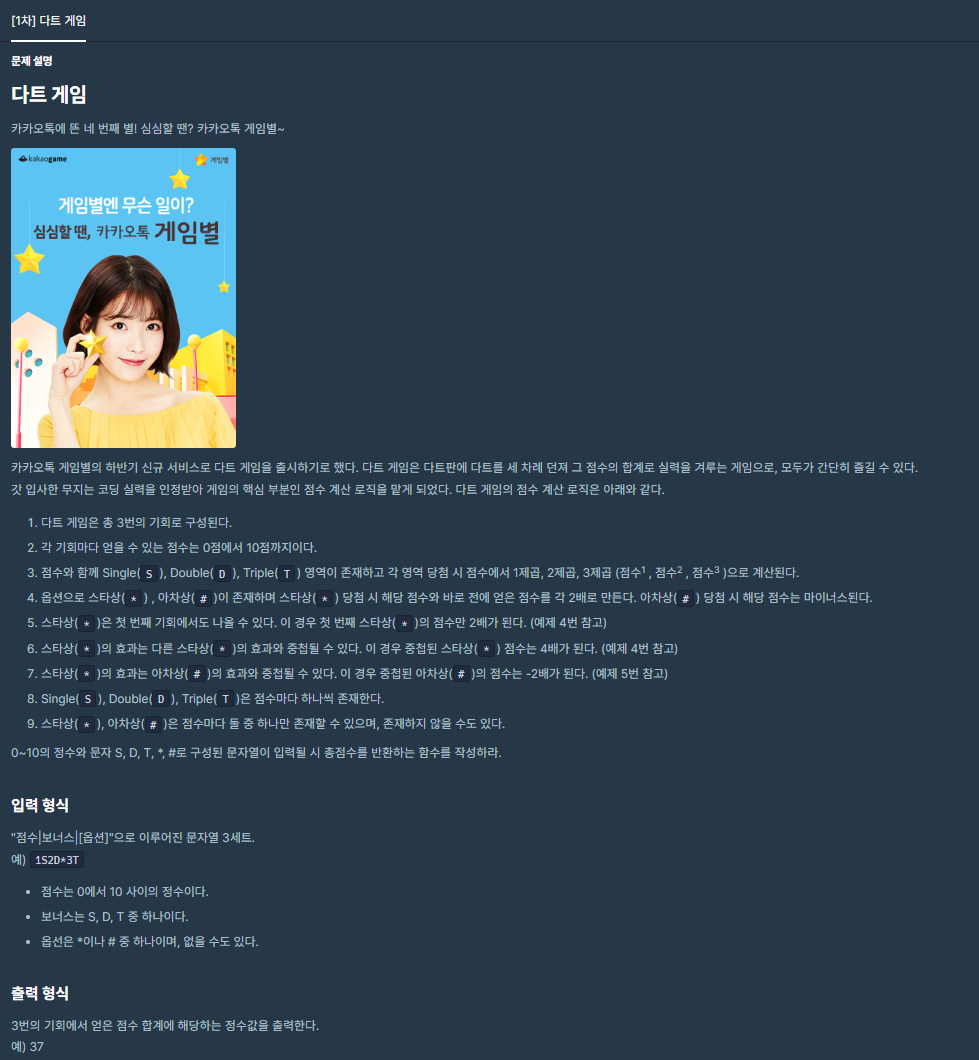 [1차] 다트 게임
문제 설명
다트 게임
카카오톡에 뜬 네 번째 별! 심심할 땐? 카카오톡 게임별~
kakaogame
게임별
게임별엔 무슨 일이?
심심할 땐, 카카오톡 게임별
카카오톡 게임별의 하반기 신규 서비스로 다트 게임을 출시하기로 했다. 다트 게임은 다트판에 다트를 세 차례 던져 그 점수의 합계로 실력을 겨루는 게임으로, 모두가 간단히 즐길 수 있다.
갓 입사한 무지는 코딩 실력을 인정받아 게임의 핵심 부분인 점수 계산 로직을 맡게 되었다. 다트 게임의 점수 계산 로직은 아래와 같다.
1. 다트 게임은 총 3번의 기회로 구성된다.
2. 각 기회마다 얻을 수 있는 점수는 0점에서 10점까지이다.
3. 점수와 함께 Single( S ), Double( D ), Triple( T ) 영역이 존재하고 각 영역 당첨 시 점수에서 1제곱, 2제곱, 3제곱 (점수¹ , 점수² , 점수³ )으로 계산된다.
4. 옵션으로 스타상( * ) , 아차상( # )이 존재하며 스타상( * ) 당첨 시 해당 점수와 바로 전에 얻은 점수를 각 2배로 만든다. 아차상( # ) 당첨 시 해당 점수는 마이너스된다.
5. 스타상( * )은 첫 번째 기회에서도 나올 수 있다. 이 경우 첫 번째 스타상( * )의 점수만 2배가 된다. (예제 4번 참고)
6. 스타상( * )의 효과는 다른 스타상( * )의 효과와 중첩될 수 있다. 이 경우 중첩된 스타상( * ) 점수는 4배가 된다. (예제 4번 참고)
7. 스타상( * )의 효과는 아차상( # )의 효과와 중첩될 수 있다. 이 경우 중첩된 아차상( # )의 점수는 -2배가 된다. (예제 5번 참고)
8. Single( S ), Double( D ), Triple( T )은 점수마다 하나씩 존재한다.
9. 스타상( * ), 아차상( # )은 점수마다 둘 중 하나만 존재할 수 있으며, 존재하지 않을 수도 있다.
0~10의 정수와 문자 S, D, T, *, #로 구성된 문자열이 입력될 시 총점수를 반환하는 함수를 작성하라.
입력 형식
"점수|보너스|[옵션]"으로 이루어진 문자열 3세트.
예) 1S2D*3T
• 점수는 0에서 10 사이의 정수이다.
• 보너스는 S, D, T 중 하나이다.
• 옵선은 *이나 # 중 하나이며, 없을 수도 있다.
출력 형식
3번의 기회에서 얻은 점수 합계에 해당하는 정수값을 출력한다.
예) 37